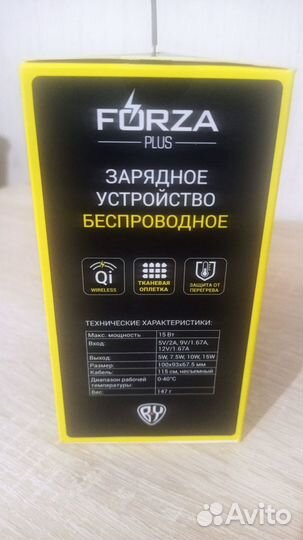 FORZA
PLUS
ЗАРЯДНОЕ
УСТРОЙСТВО
БЕСПРОВОДНОЕ
Qi
WIRELESS
ТКАНЕВАЯ
ОПЛЕТКА
ЗАЩИТА ОТ
ПЕРЕГРЕВА
ТЕХНИЧЕСКИЕ ХАРАКТЕРИСТИКИ:
Макс. мощность 15 Вт
Вход: 5V/2A, 9V/1.67A,
12V/1.67A
Выход: 5W, 7.5W, 10W, 15W
Размер: 100x93x67.5 мм
Кабель: 115 см, несъемный
Диапазон рабочей
температуры: 0-40°C
Вес: 147 г
BY
Avito